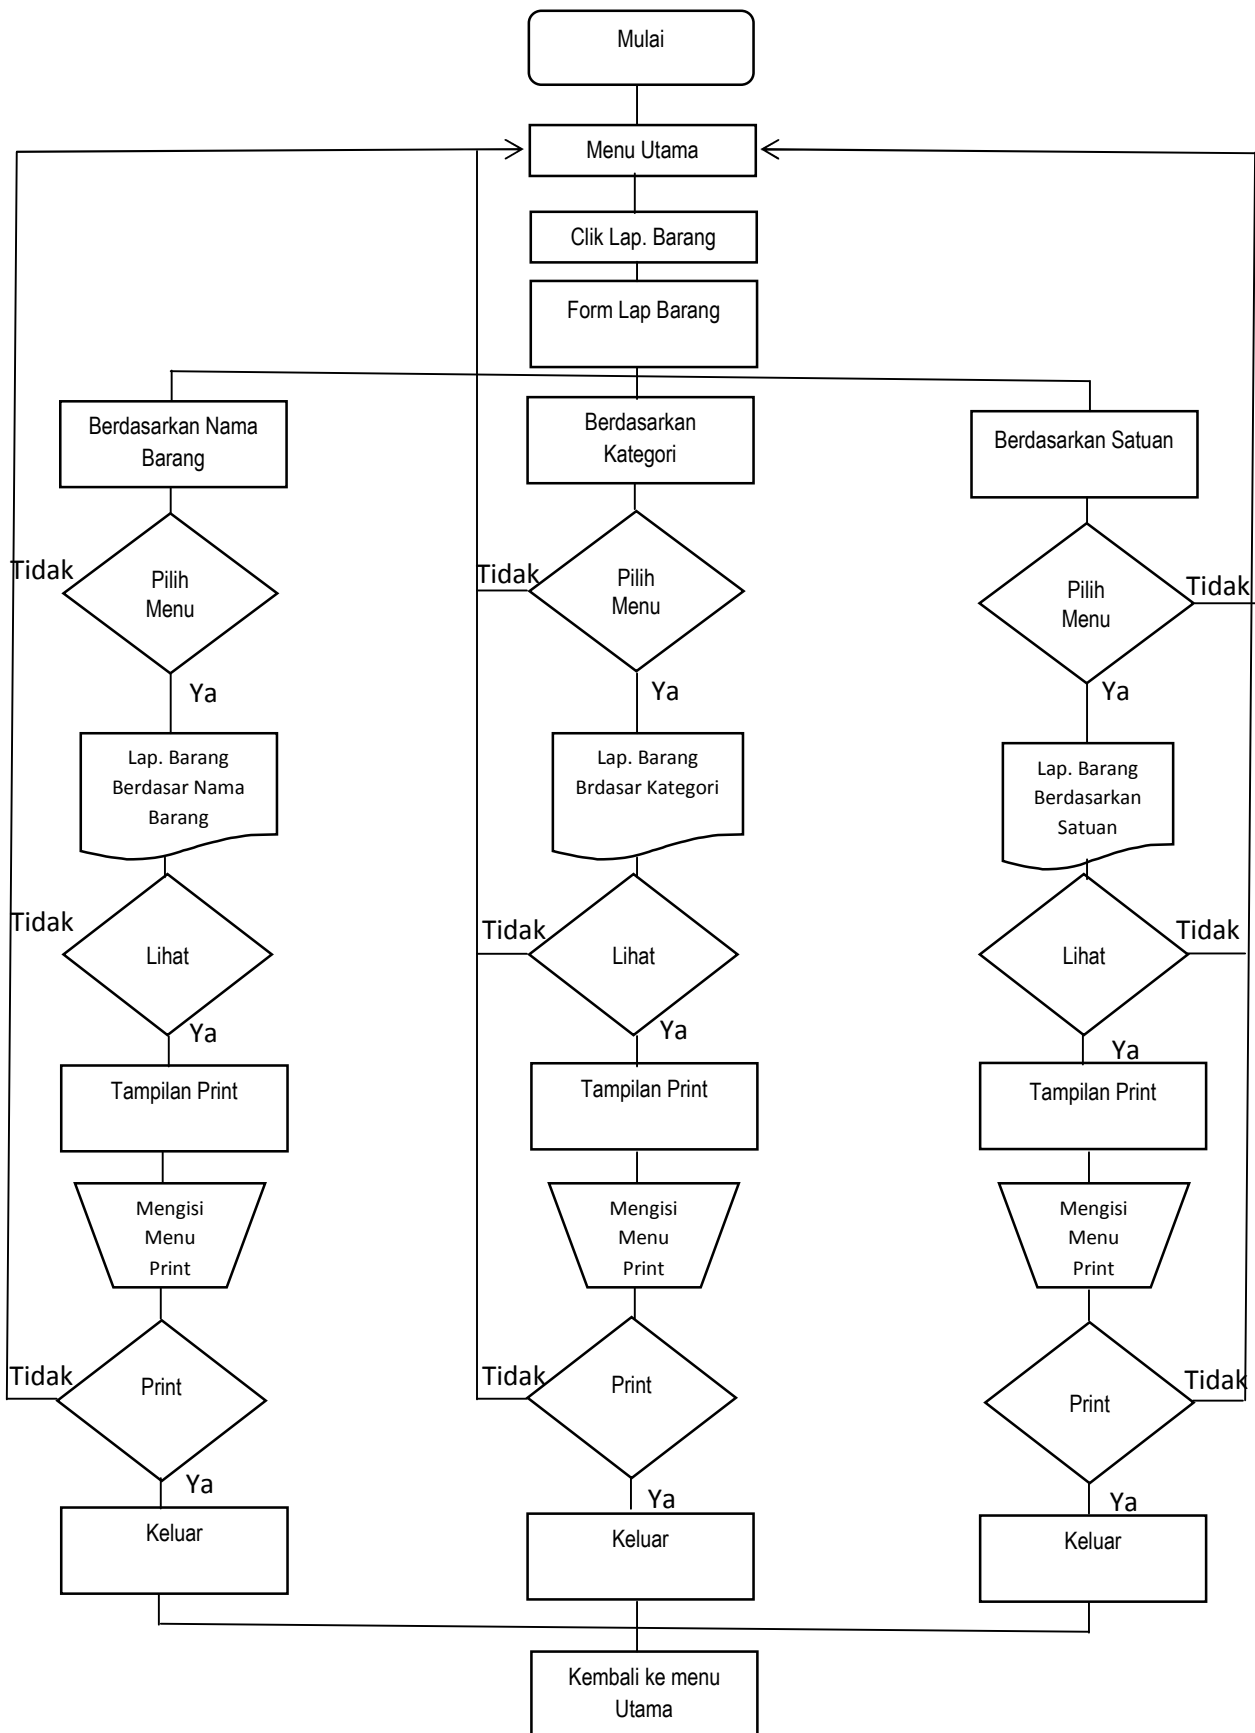 Mulai
Menu Utama
Clik Lap. Barang
Form Lap Barang
Berdasarkan Nama
Barang
Berdasarkan
Kategori
Berdasarkan Satuan
Tidak
Pilih
Menu
Ya
Tidak
Pilih
Menu
Ya
Pilih
Menu
Tidak
Ya
Lap. Barang
Berdasar Nama
Barang
Lap. Barang
Brdasar Kategori
Lap. Barang
Berdasarkan
Satuan
Tidak
Lihat
Ya
Tidak
Lihat
Ya
Lihat
Tidak
Ya
Tampilan Print
Tampilan Print
Tampilan Print
Mengisi
Menu
Print
Mengisi
Menu
Print
Mengisi
Menu
Print
Tidak
Print
Ya
Tidak
Print
Ya
Print
Tidak
Ya
Keluar
Keluar
Keluar
Kembali ke menu
Utama